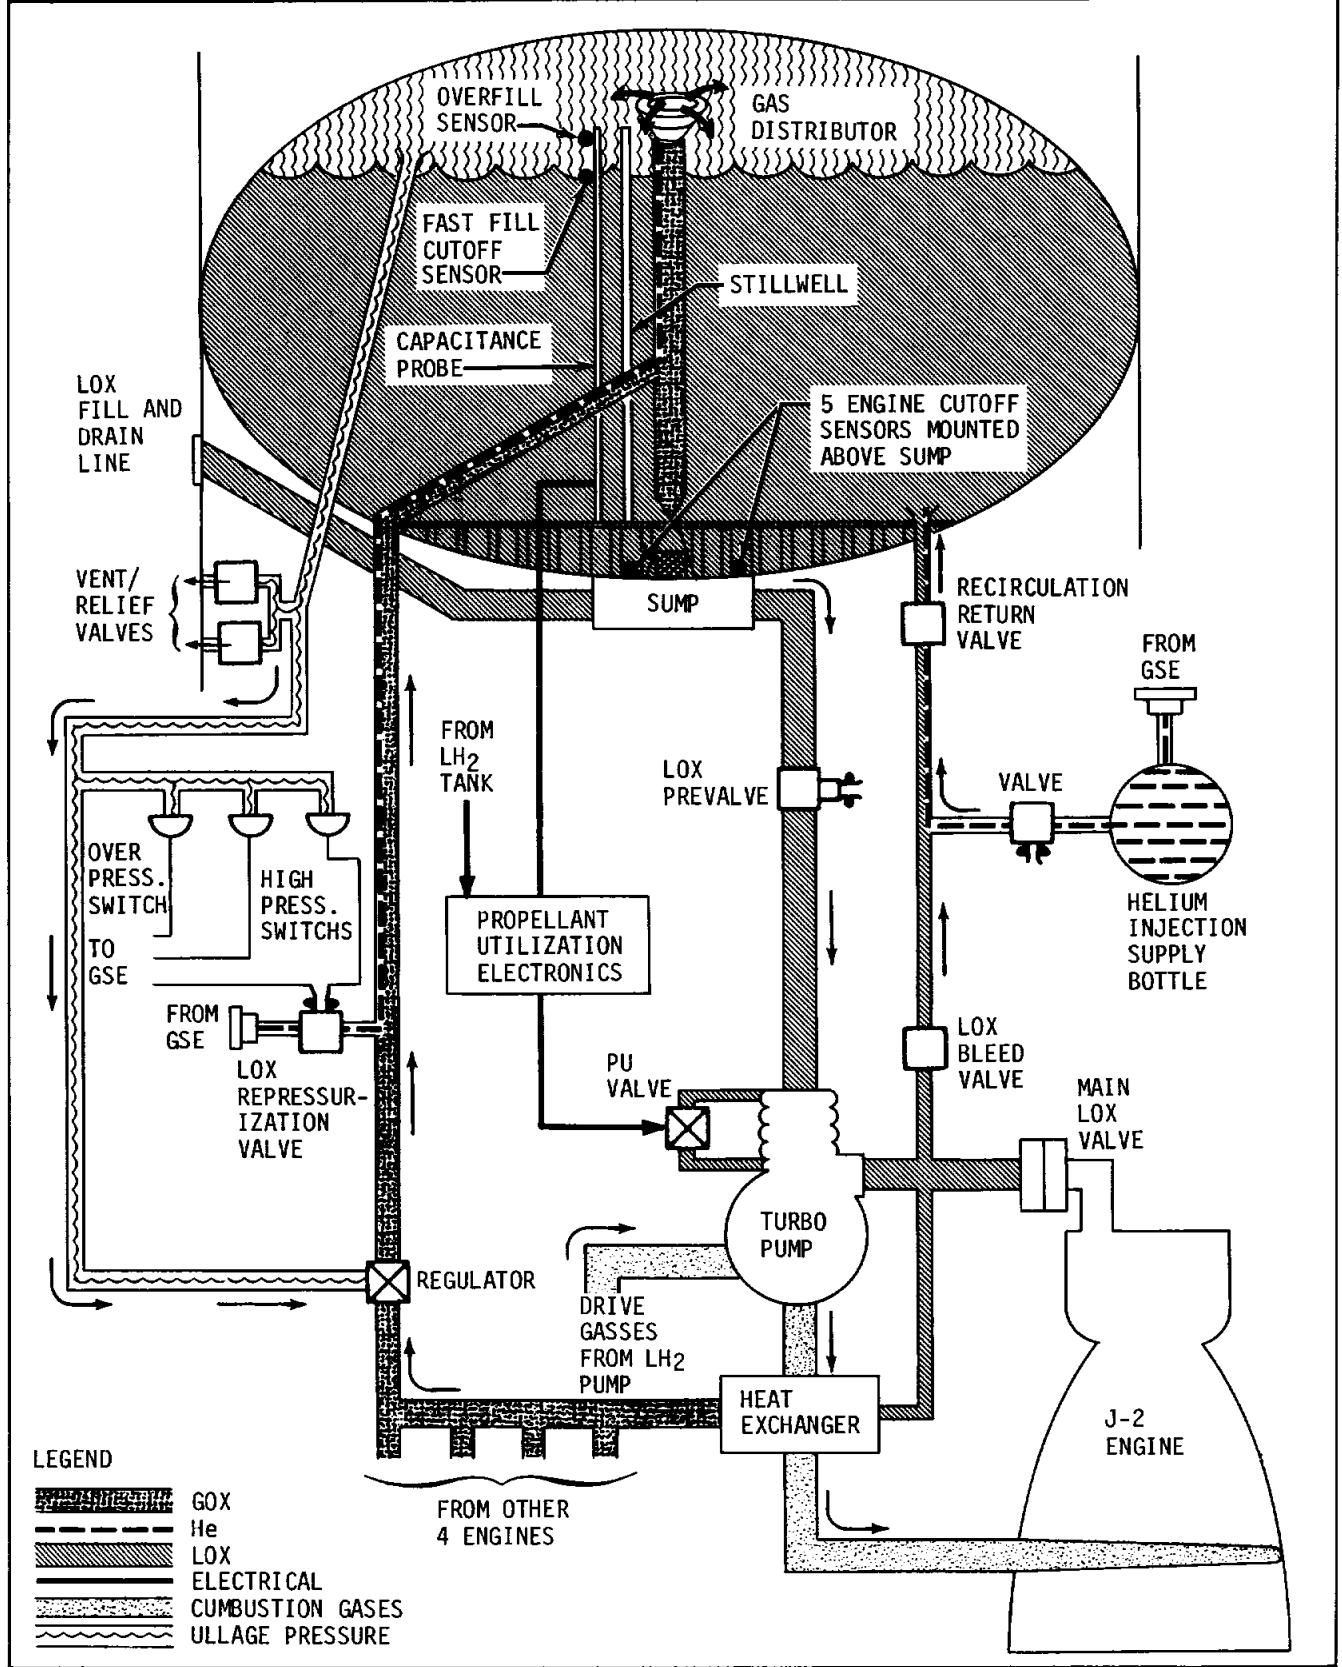 OVERFILL
SENSOR
GAS
DISTRIBUTOR
FAST FILL
CUTOFF
SENSOR
STILLWELL
CAPACITANCE
PROBE
LOX
FILL AND
DRAIN
LINE
5 ENGINE CUTOFF
SENSORS MOUNTED
ABOVE SUMP
VENT/
RELIEF
VALVES
SUMP
RECIRCULATION
RETURN
VALVE
FROM
GSE
FROM
LH2
TANK
LOX
PREVALVE
VALVE
OVER
PRESS.
SWITCH
HIGH
PRESS.
SWITCHS
TO
GSE
PROPELLANT
UTILIZATION
ELECTRONICS
HELIUM
INJECTION
SUPPLY
BOTTLE
FROM
GSE
LOX
REPRESSUR-
IZATION
VALVE
PU
VALVE
LOX
BLEED
VALVE
MAIN
LOX
VALVE
TURBO
PUMP
REGULATOR
DRIVE
GASSES
FROM LH2
PUMP
HEAT
EXCHANGER
J-2
ENGINE
FROM OTHER
4 ENGINES
LEGEND
GOX
He
LOX
ELECTRICAL
CUMBUSTION GASES
ULLAGE PRESSURE